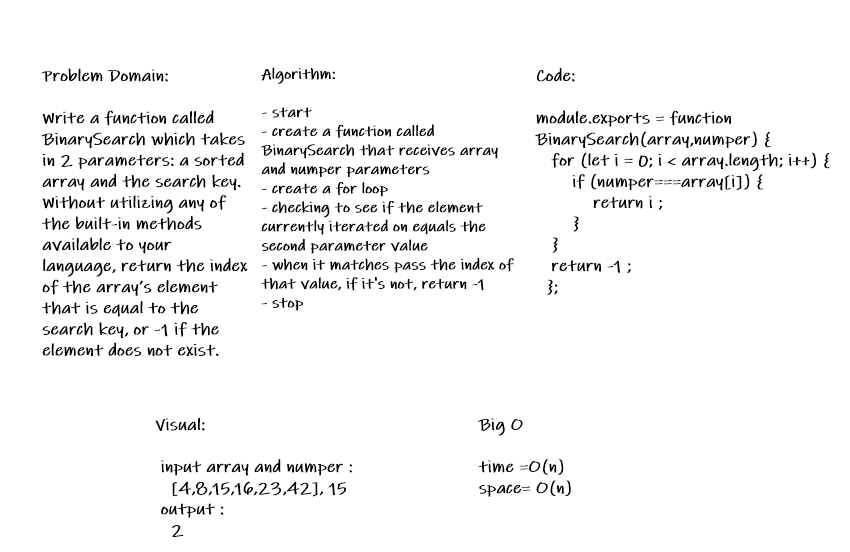 Problem Domain:
Write a function called
BinarySearch which takes
in 2 parameters: a sorted
array and the search key.
Without utilizing any of
the built-in methods
available to your
language, return the index
of the array's element
that is equal to the
search key, or -1 if the
element does not exist.
Algorithm:
- start
- create a function called
BinarySearch that receives array
and numper parameters
- create a for loop
- checking to see if the element
currently iterated on equals the
second parameter value
- when it matches pass the index of
that value, if it's not, return -1
- stop
Code:
module.exports = function
BinarySearch(array,numper) {
for (let i = 0; i < array.length; i++) {
if (numper===array[i]) {
return i ;
}
}
return -1 ;
};
Visual:
input array and numper :
[4,8,15,16,23,42], 15
output :
2
Big O
time =O(n)
space= O(n)